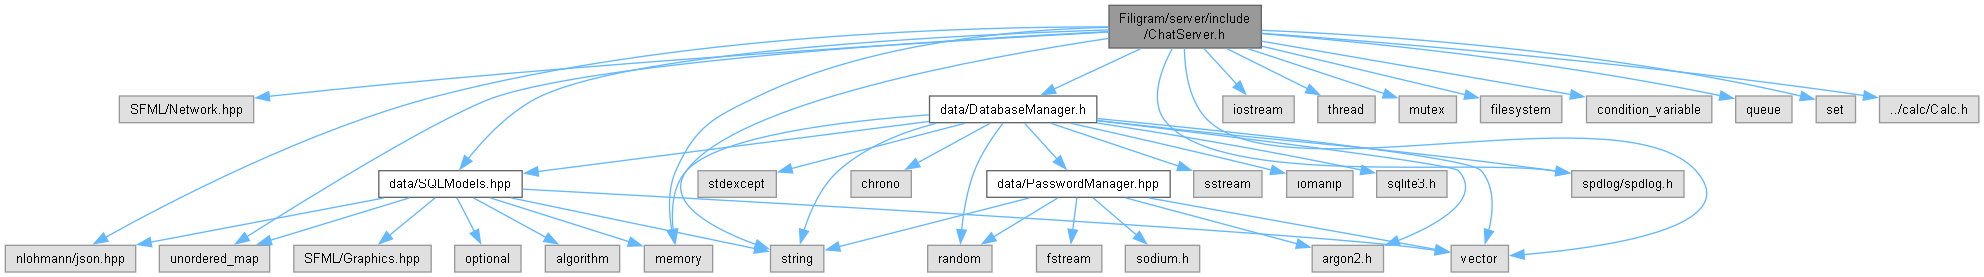 Filigram/server/include
/ChatServer.h
SFML/Network.hpp
data/DatabaseManager.h
iostream
thread
mutex
filesystem
condition_variable
queue
set
../calc/Calc.h
data/SQLModels.hpp
stdexcept
chrono
data/PasswordManager.hpp
sstream
iomanip
sqlite3.h
spdlog/spdlog.h
nlohmann/json.hpp
unordered_map
SFML/Graphics.hpp
optional
algorithm
memory
string
random
fstream
sodium.h
argon2.h
vector